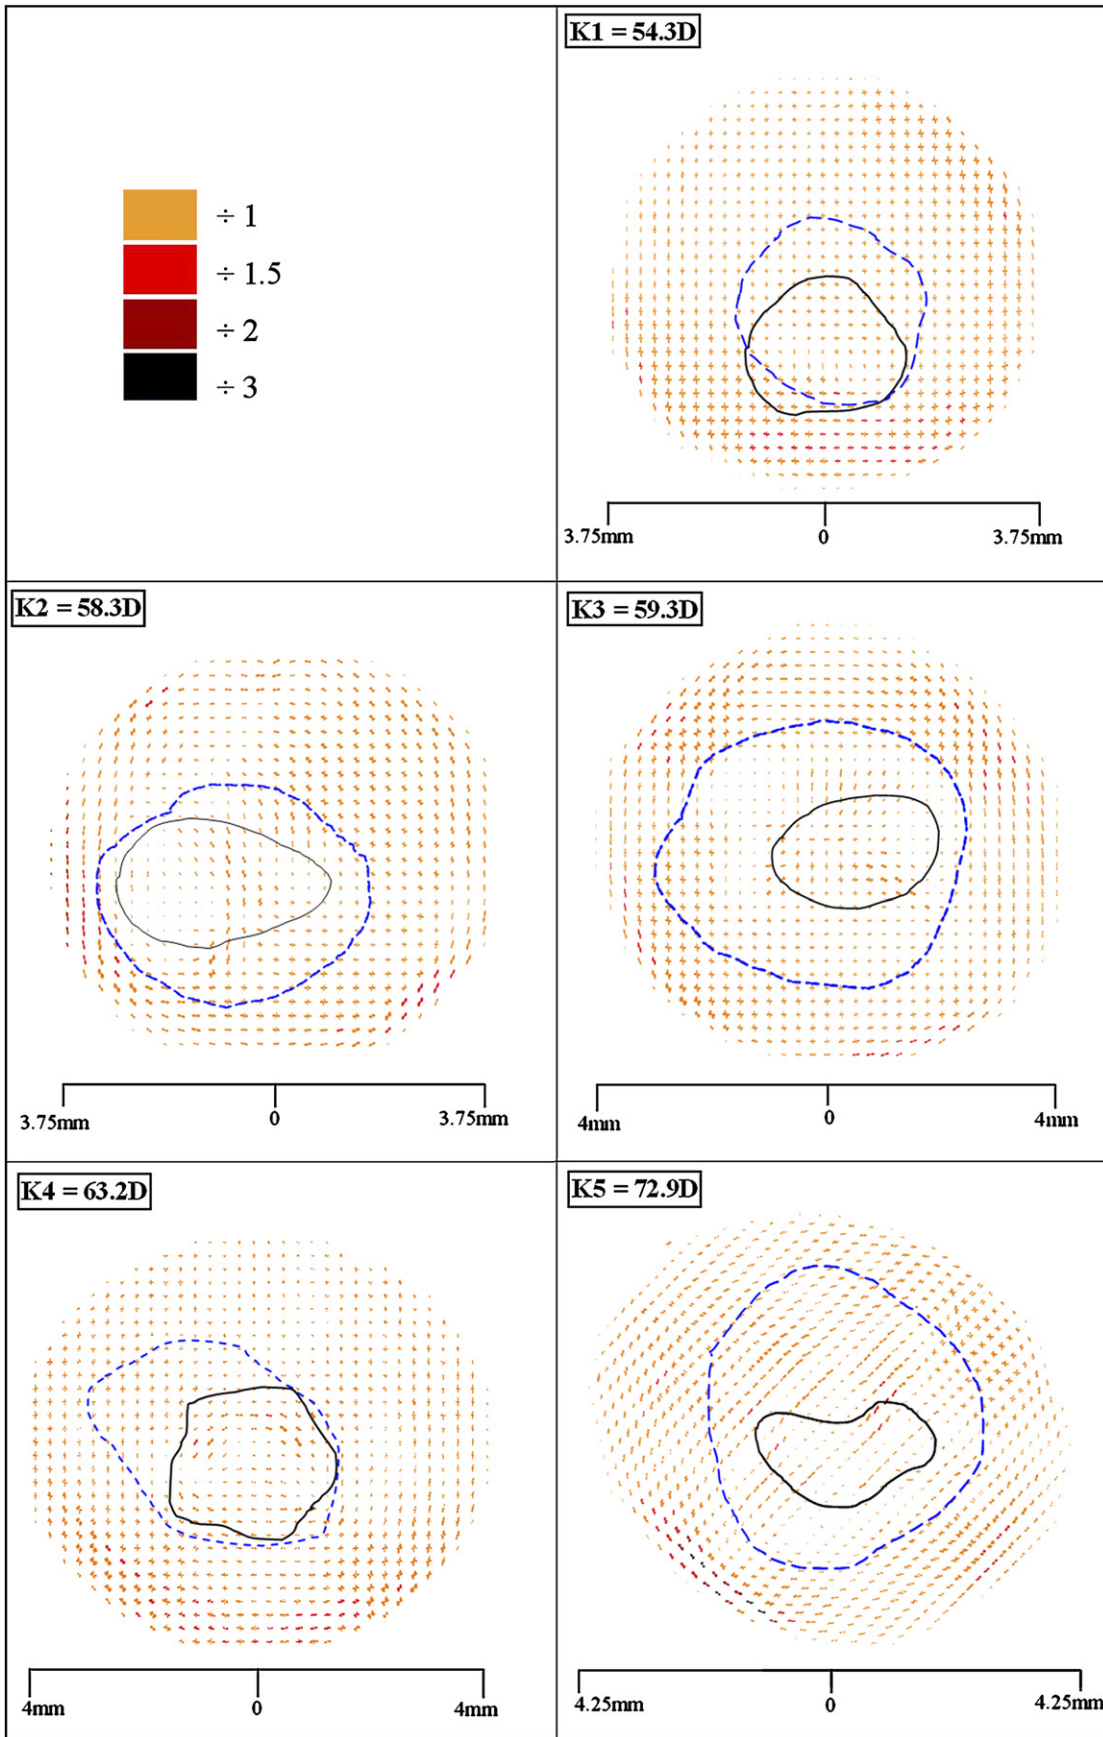 K1 = 54.3D
÷ 1
÷ 1.5
÷ 2
÷ 3
3.75mm 0 3.75mm
K2 = 58.3D
K3 = 59.3D
3.75mm 0 3.75mm
4mm 0 4mm
K4 = 63.2D
K5 = 72.9D
4mm 0 4mm
4.25mm 0 4.25mm